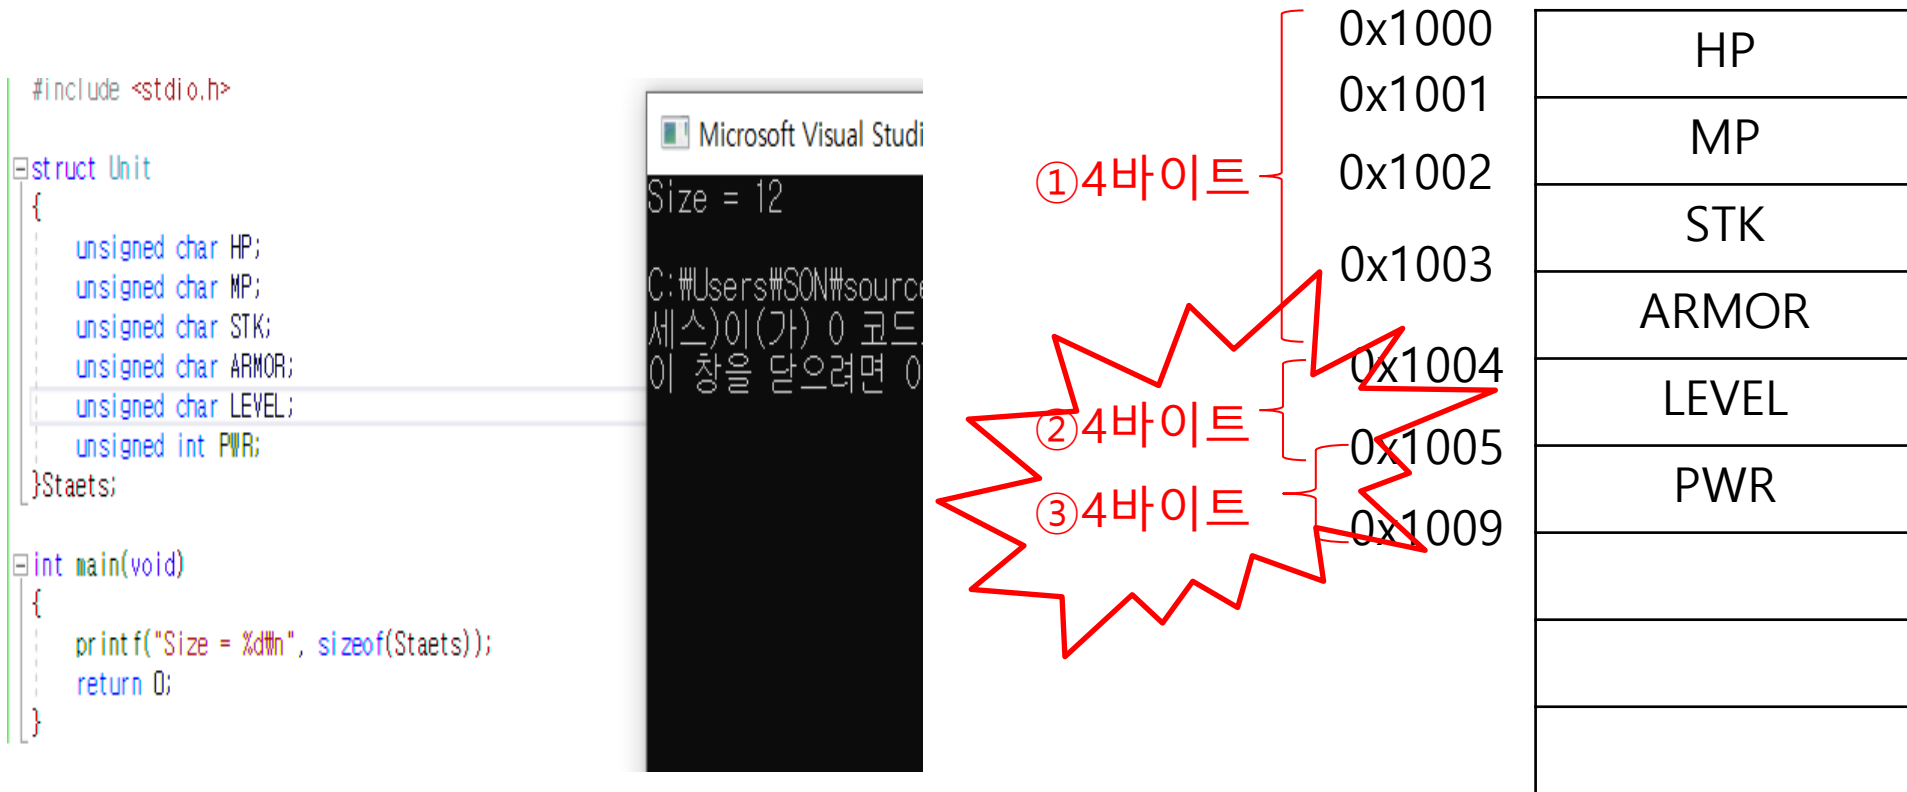 #include <stdio.h>
struct Unit
{
unsigned char HP;
unsigned char MP;
unsigned char STK;
unsigned char ARMOR;
unsigned char LEVEL;
unsigned int PWR;
}Staets;
int main(void)
{
printf("Size = %d₩n", sizeof(Staets));
return 0;
}
Microsoft Visual Studi
Size = 12
C:₩Users₩SON₩source
세스)이(가) 0 코드
이 창을 닫으려면 이
①4바이트
②4바이트
③4바이트
0x1000
0x1001
0x1002
0x1003
0x1004
0x1005
0x1009
HP
MP
STK
ARMOR
LEVEL
PWR